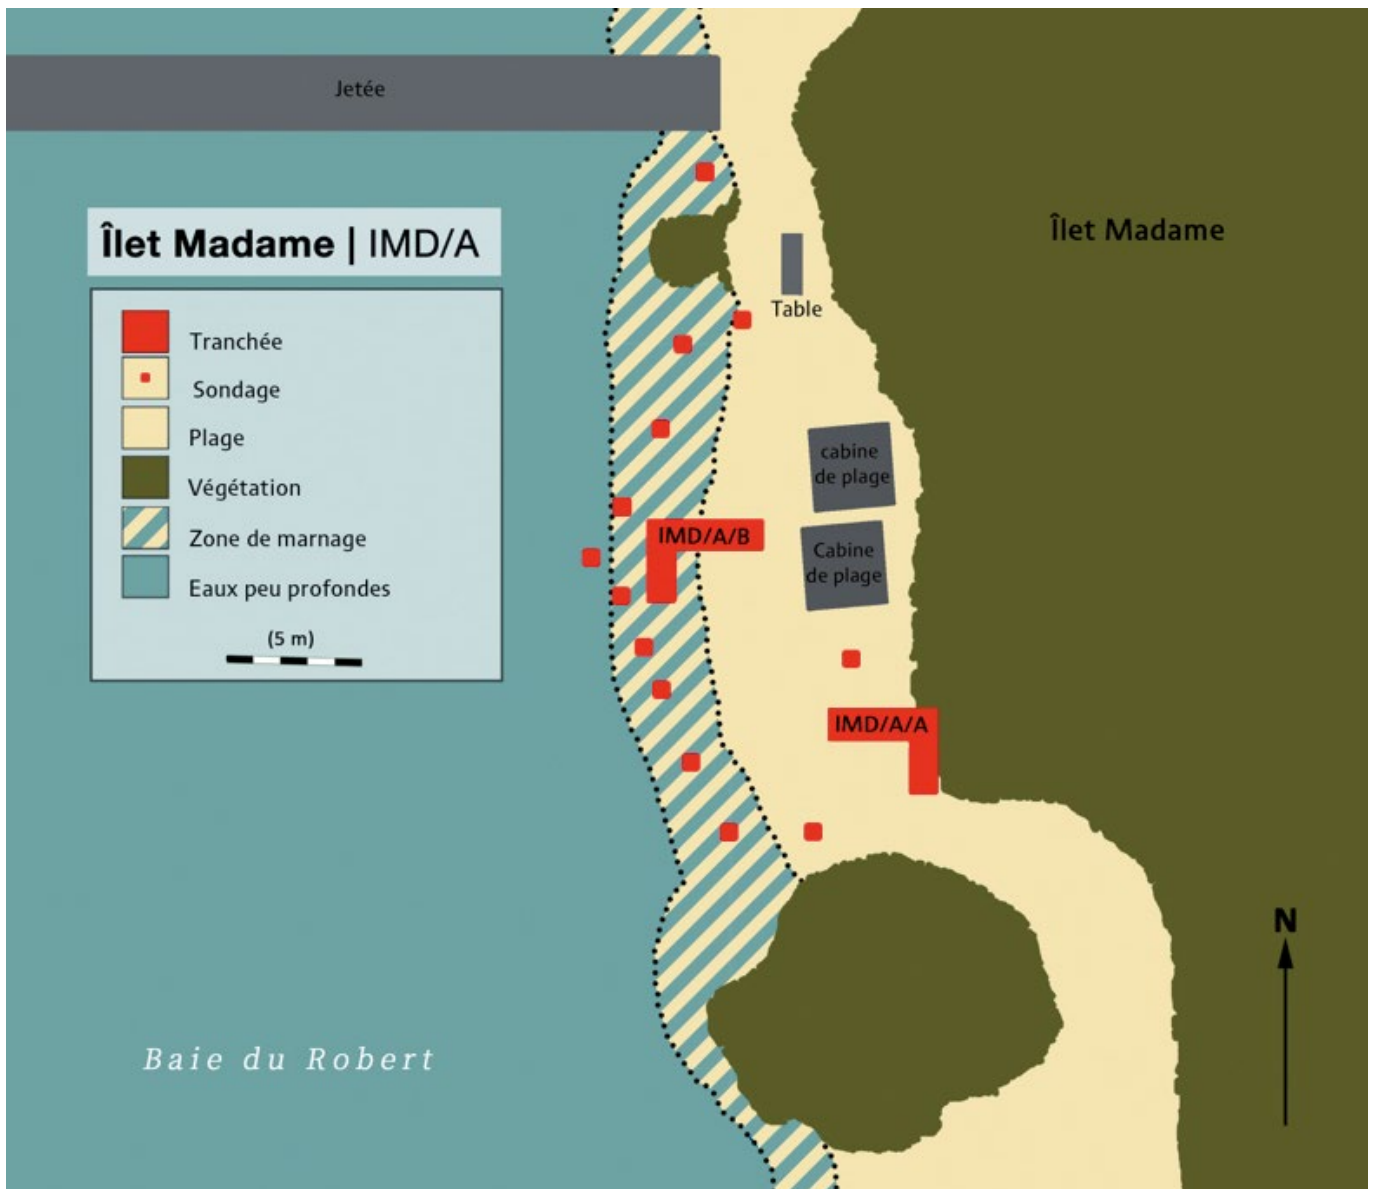 Jetée
Îlet Madame | IMD/A
Tranchée
Sondage
Plage
Végétation
Zone de marnage
Eaux peu profondes
(5 m)
Îlet Madame
Table
cabine
de plage
IMD/A/B
Cabine
de plage
IMD/A/A
N
Baie du Robert